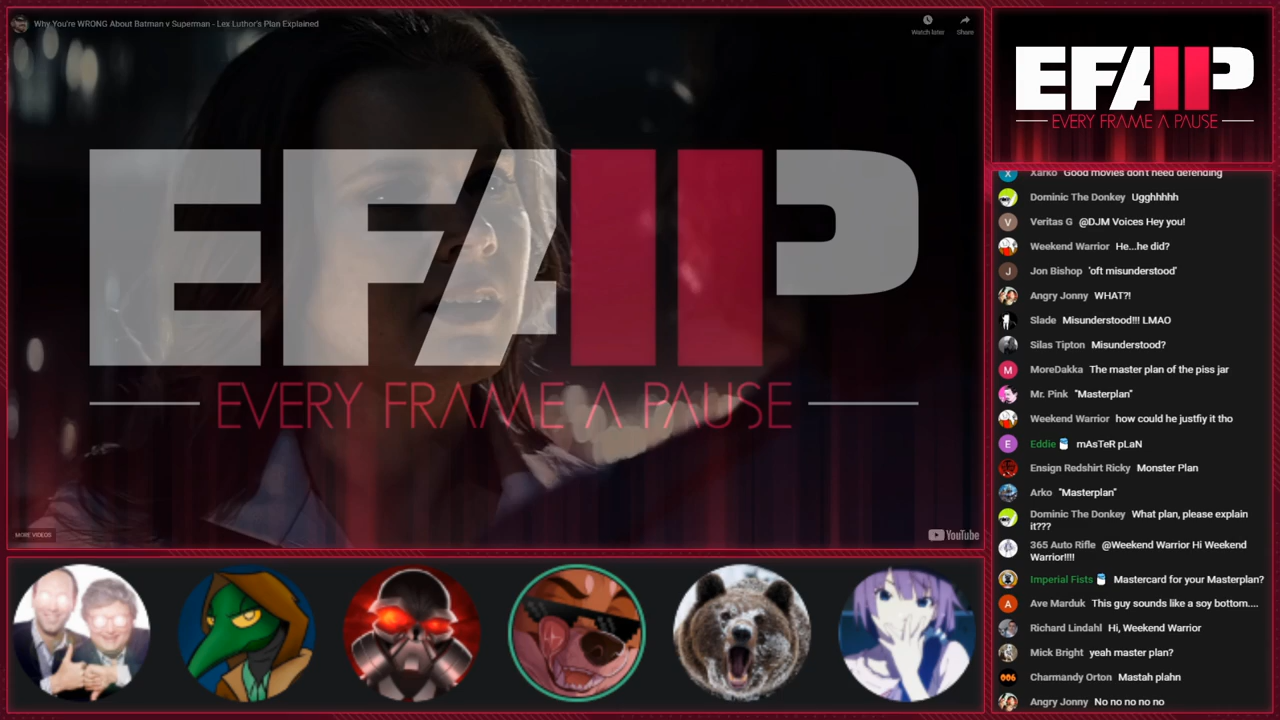 Why You're WRONG About Batman v Superman - Lex Luthor's Plan Explained
Watch later
Share
EFAP
EVERY FRAME A PAUSE
MORE VIDEOS
YouTube
EFAP
EVERY FRAME A PAUSE
X Xarko Good movies don't need defending
Dominic The Donkey Ugghhhhh
V Veritas G @DJM Voices Hey you!
Weekend Warrior He...he did?
J Jon Bishop 'oft misunderstood'
Angry Jonny WHAT?!
Slade Misunderstood!!! LMAO
Silas Tipton Misunderstood?
M MoreDakka The master plan of the piss jar
Mr. Pink "Masterplan"
Weekend Warrior how could he justfiy it tho
E Eddie mAsTeR pLaN
Ensign Redshirt Ricky Monster Plan
Arko "Masterplan"
Dominic The Donkey What plan, please explain
it???
365 Auto Rifle @Weekend Warrior Hi Weekend
Warrior!!!!
Imperial Fists Mastercard for your Masterplan?
A Ave Marduk This guy sounds like a soy bottom....
Richard Lindahl Hi, Weekend Warrior
Mick Bright yeah master plan?
Charmandy Orton Mastah plahn
Angry Jonny No no no no no